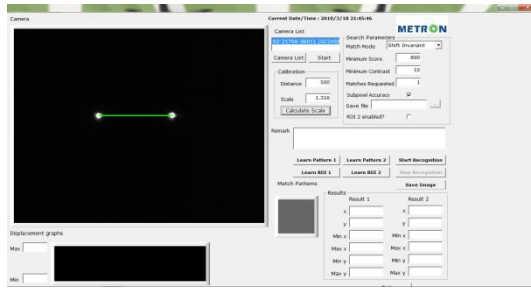 Camera
Current Date/Time : 2010/3/18 21:45:46
METRON
Camera List
Camera List
Start
Calibration
Distance 500
Scale 1.316
Calculate Scale
Search Parameters
Match Mode Shift Invariant
Minimum Score 800
Minimum Contrast 10
Matches Requested 1
Subpixel Accuracy
Save file
ROI 2 enabled?
Remark
Learn Pattern 1
Learn Pattern 2
Start Recognition
Learn ROI 1
Learn ROI 2
Stop Recognition
Match Patterns
Save Image
Results
Result 1
Result 2
x
x
y
y
Min x
Min x
Max x
Max x
Min y
Min y
Max y
Max y
Displacement graphs
Max
Min